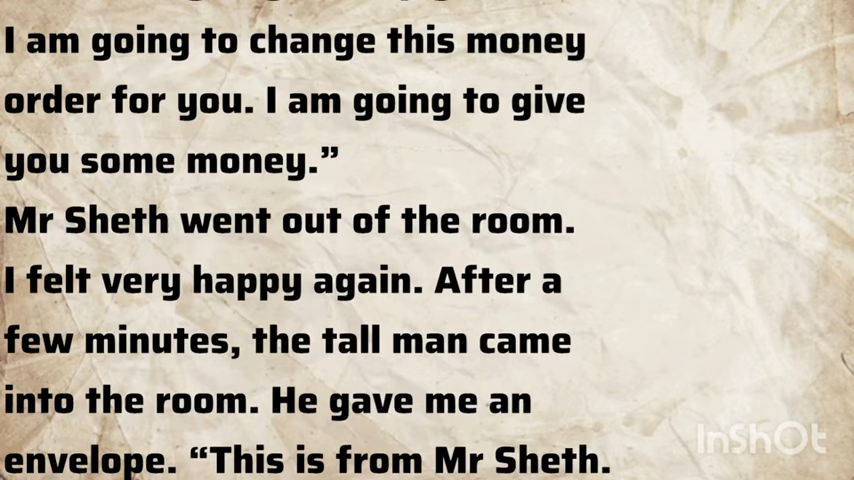 I am going to change this money
order for you. I am going to give
you some money.”
Mr Sheth went out of the room.
I felt very happy again. After a
few minutes, the tall man came
into the room. He gave me an
envelope. “This is from Mr Sheth.
InShOt